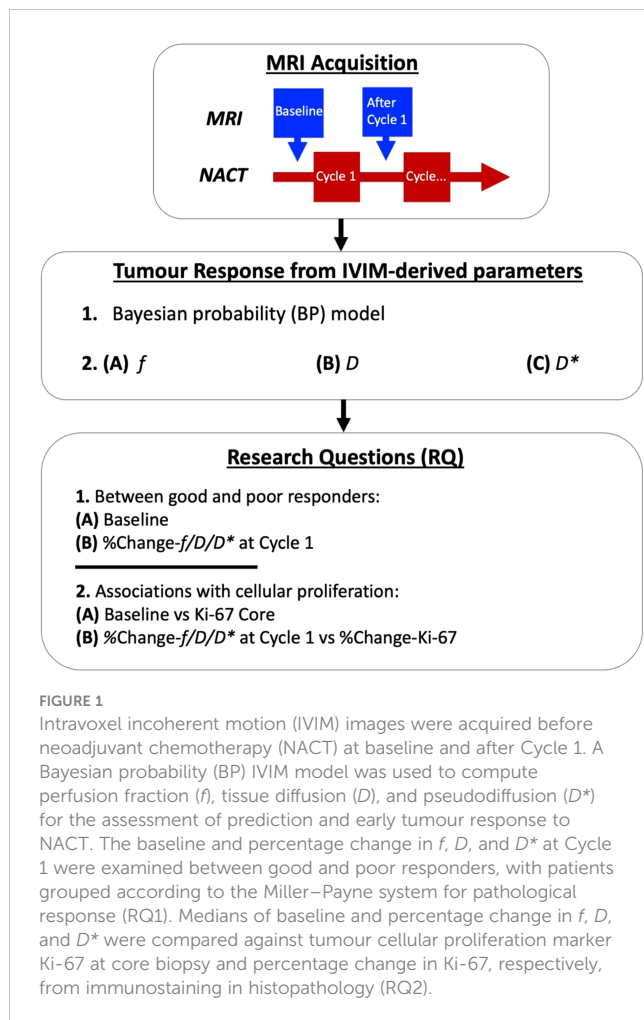 MRI Acquisition
MRI
Baseline
After
Cycle 1
NACT
Cycle 1
Cycle...
Tumour Response from IVIM-derived parameters
1. Bayesian probability (BP) model
2. (A) f (B) D (C) D*
Research Questions (RQ)
1. Between good and poor responders:
(A) Baseline
(B) %Change-f/D/D* at Cycle 1
2. Associations with cellular proliferation:
(A) Baseline vs Ki-67 Core
(B) %Change-f/D/D* at Cycle 1 vs %Change-Ki-67
FIGURE 1
Intravoxel incoherent motion (IVIM) images were acquired before
neoadjuvant chemotherapy (NACT) at baseline and after Cycle 1. A
Bayesian probability (BP) IVIM model was used to compute
perfusion fraction (f), tissue diffusion (D), and pseudodiffusion (D*)
for the assessment of prediction and early tumour response to
NACT. The baseline and percentage change in f, D, and D* at Cycle
1 were examined between good and poor responders, with patients
grouped according to the Miller–Payne system for pathological
response (RQ1). Medians of baseline and percentage change in f, D,
and D* were compared against tumour cellular proliferation marker
Ki-67 at core biopsy and percentage change in Ki-67, respectively,
from immunostaining in histopathology (RQ2).